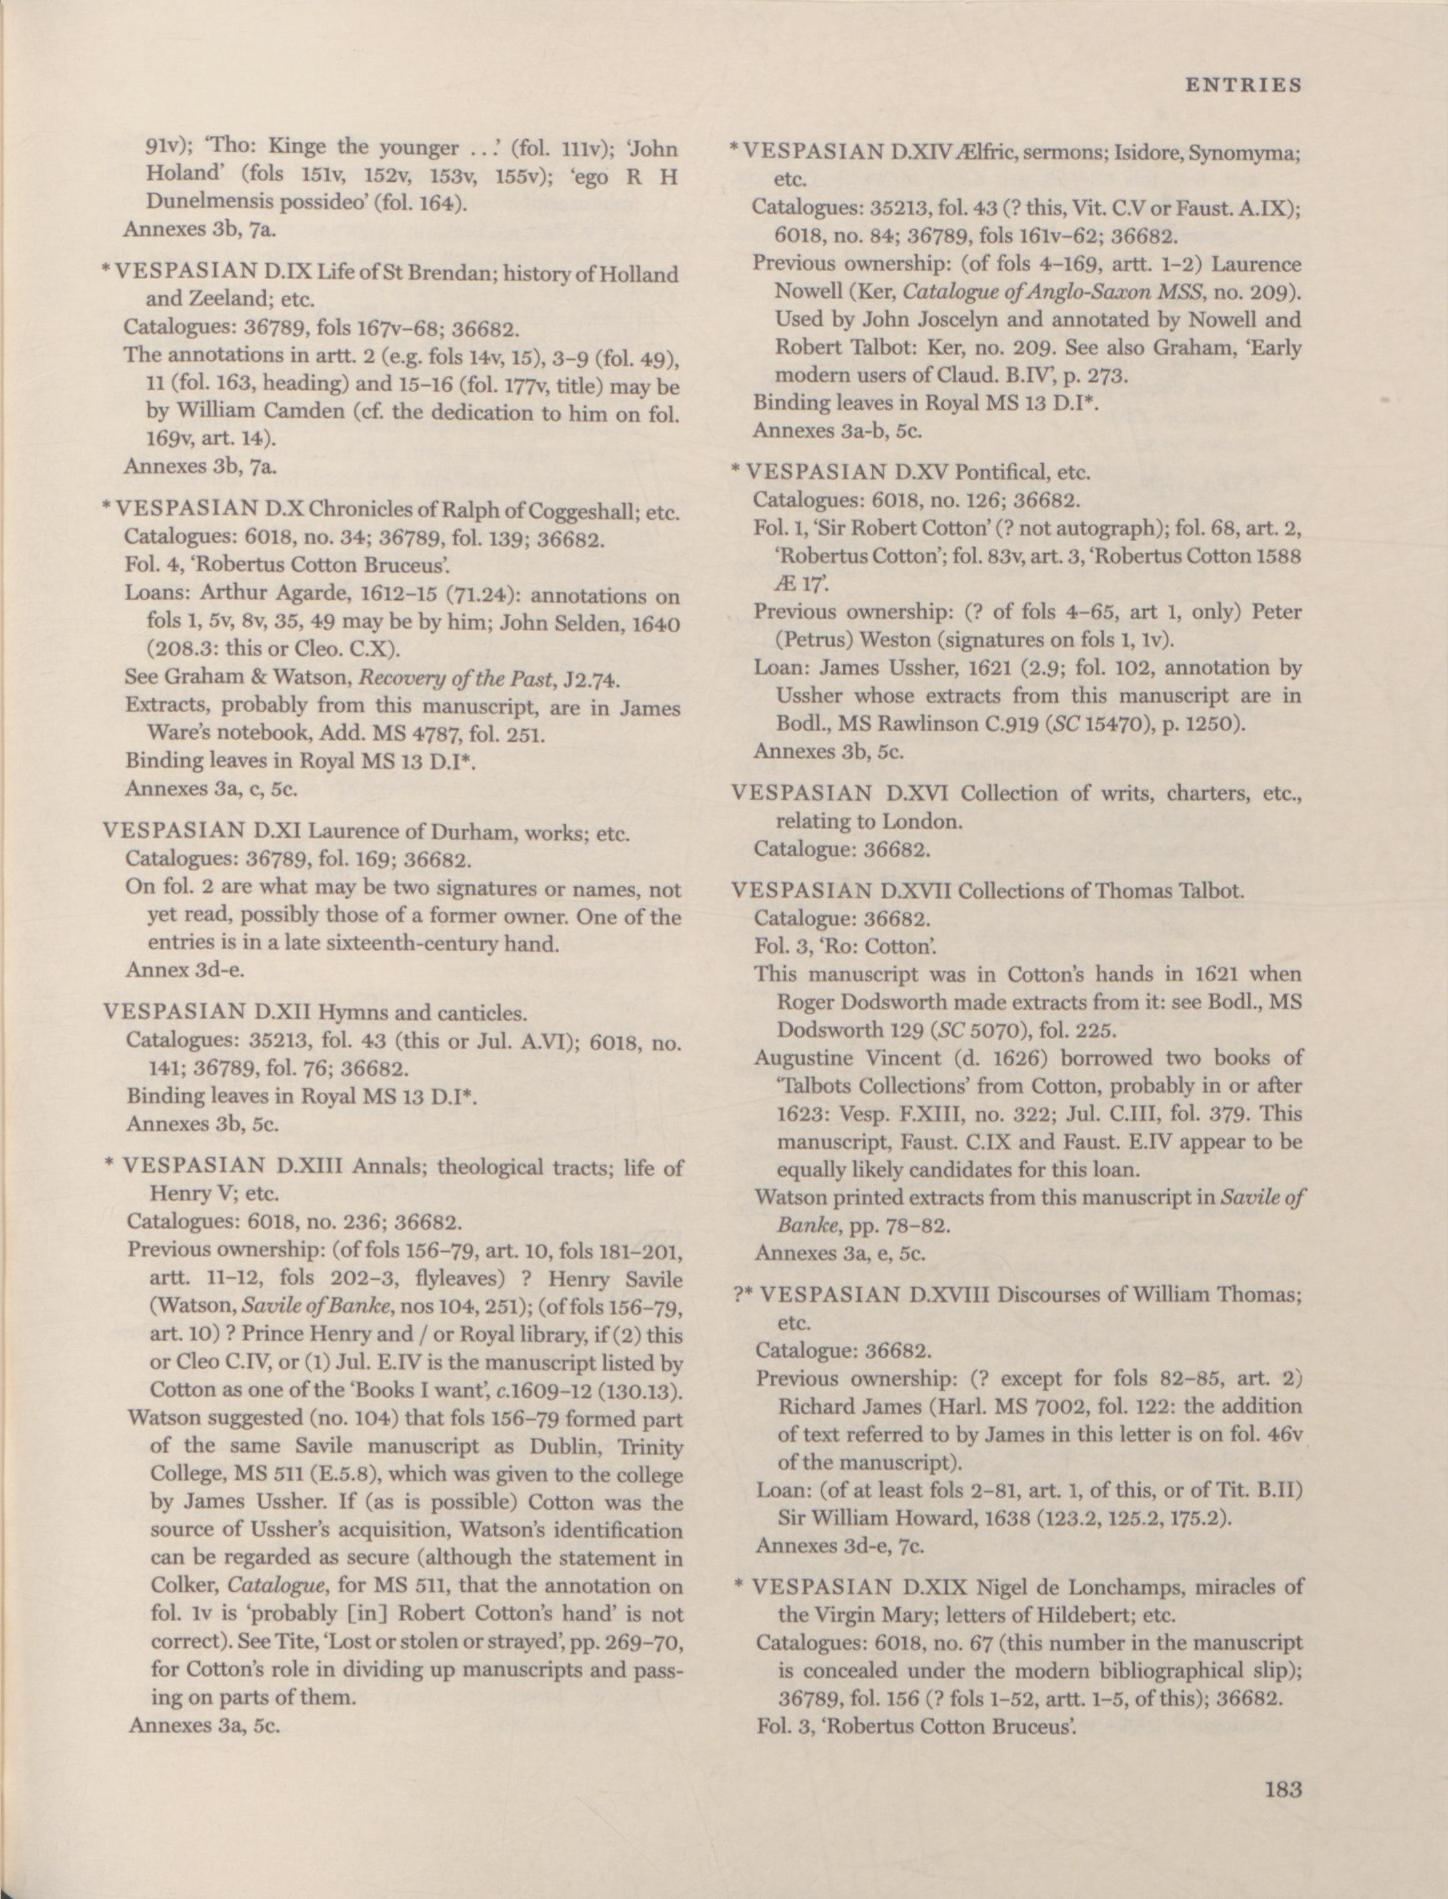 ENTRIES
91v); ‘Tho: Kinge the younger ...’ (fol. 111v); ‘John
Holand’ (fols 151v, 152v, 153v, 155v); ‘ego R H
Dunelmensis possideo’ (fol. 164).
Annexes 3b, 7a.
*VESPASIAN D.IX Life of St Brendan; history of Holland
and Zeeland; etc.
Catalogues: 36789, fols 167v–68; 36682.
The annotations in artt. 2 (e.g. fols 14v, 15), 3–9 (fol. 49),
11 (fol. 163, heading) and 15–16 (fol. 177v, title) may be
by William Camden (cf. the dedication to him on fol.
169v, art. 14).
Annexes 3b, 7a.
*VESPASIAN D.X Chronicles of Ralph of Coggeshall; etc.
Catalogues: 6018, no. 34; 36789, fol. 139; 36682.
Fol. 4, ‘Robertus Cotton Bruceus’.
Loans: Arthur Agarde, 1612–15 (71.24): annotations on
fols 1, 5v, 8v, 35, 49 may be by him; John Selden, 1640
(208.3: this or Cleo. C.X).
See Graham & Watson, Recovery of the Past, J2.74.
Extracts, probably from this manuscript, are in James
Ware’s notebook, Add. MS 4787, fol. 251.
Binding leaves in Royal MS 13 D.I*.
Annexes 3a, c, 5c.
VESPASIAN D.XI Laurence of Durham, works; etc.
Catalogues: 36789, fol. 169; 36682.
On fol. 2 are what may be two signatures or names, not
yet read, possibly those of a former owner. One of the
entries is in a late sixteenth-century hand.
Annex 3d-e.
VESPASIAN D.XII Hymns and canticles.
Catalogues: 35213, fol. 43 (this or Jul. A.VI); 6018, no.
141; 36789, fol. 76; 36682.
Binding leaves in Royal MS 13 D.I*.
Annexes 3b, 5c.
* VESPASIAN D.XIII Annals; theological tracts; life of
Henry V; etc.
Catalogues: 6018, no. 236; 36682.
Previous ownership: (of fols 156–79, art. 10, fols 181–201,
artt. 11–12, fols 202–3, flyleaves) ? Henry Savile
(Watson, Savile of Banke, nos 104, 251); (of fols 156–79,
art. 10) ? Prince Henry and / or Royal library, if (2) this
or Cleo C.IV, or (1) Jul. E.IV is the manuscript listed by
Cotton as one of the ‘Books I want’, c.1609–12 (130.13).
Watson suggested (no. 104) that fols 156–79 formed part
of the same Savile manuscript as Dublin, Trinity
College, MS 511 (E.5.8), which was given to the college
by James Ussher. If (as is possible) Cotton was the
source of Ussher’s acquisition, Watson’s identification
can be regarded as secure (although the statement in
Colker, Catalogue, for MS 511, that the annotation on
fol. 1v is ‘probably [in] Robert Cotton’s hand’ is not
correct). See Tite, ‘Lost or stolen or strayed’, pp. 269–70,
for Cotton’s role in dividing up manuscripts and pass-
ing on parts of them.
Annexes 3a, 5c.
*VESPASIAN D.XIV Ælfric, sermons; Isidore, Synomyma;
etc.
Catalogues: 35213, fol. 43 (? this, Vit. C.V or Faust. A.IX);
6018, no. 84; 36789, fols 161v–62; 36682.
Previous ownership: (of fols 4–169, artt. 1–2) Laurence
Nowell (Ker, Catalogue of Anglo-Saxon MSS, no. 209).
Used by John Joscelyn and annotated by Nowell and
Robert Talbot: Ker, no. 209. See also Graham, ‘Early
modern users of Claud. B.IV’, p. 273.
Binding leaves in Royal MS 13 D.I*.
Annexes 3a-b, 5c.
* VESPASIAN D.XV Pontifical, etc.
Catalogues: 6018, no. 126; 36682.
Fol. 1, ‘Sir Robert Cotton’ (? not autograph); fol. 68, art. 2,
‘Robertus Cotton’; fol. 83v, art. 3, ‘Robertus Cotton 1588
Æ 17’.
Previous ownership: (? of fols 4–65, art 1, only) Peter
(Petrus) Weston (signatures on fols 1, 1v).
Loan: James Ussher, 1621 (2.9; fol. 102, annotation by
Ussher whose extracts from this manuscript are in
Bodl., MS Rawlinson C.919 (SC 15470), p. 1250).
Annexes 3b, 5c.
VESPASIAN D.XVI Collection of writs, charters, etc.,
relating to London.
Catalogue: 36682.
VESPASIAN D.XVII Collections of Thomas Talbot.
Catalogue: 36682.
Fol. 3, ‘Ro: Cotton’.
This manuscript was in Cotton’s hands in 1621 when
Roger Dodsworth made extracts from it: see Bodl., MS
Dodsworth 129 (SC 5070), fol. 225.
Augustine Vincent (d. 1626) borrowed two books of
‘Talbots Collections’ from Cotton, probably in or after
1623: Vesp. F.XIII, no. 322; Jul. C.III, fol. 379. This
manuscript, Faust. C.IX and Faust. E.IV appear to be
equally likely candidates for this loan.
Watson printed extracts from this manuscript in Savile of
Banke, pp. 78–82.
Annexes 3a, e, 5c.
?* VESPASIAN D.XVIII Discourses of William Thomas;
etc.
Catalogue: 36682.
Previous ownership: (? except for fols 82–85, art. 2)
Richard James (Harl. MS 7002, fol. 122: the addition
of text referred to by James in this letter is on fol. 46v
of the manuscript).
Loan: (of at least fols 2–81, art. 1, of this, or of Tit. B.II)
Sir William Howard, 1638 (123.2, 125.2, 175.2).
Annexes 3d-e, 7c.
* VESPASIAN D.XIX Nigel de Lonchamps, miracles of
the Virgin Mary; letters of Hildebert; etc.
Catalogues: 6018, no. 67 (this number in the manuscript
is concealed under the modern bibliographical slip);
36789, fol. 156 (? fols 1–52, artt. 1–5, of this); 36682.
Fol. 3, ‘Robertus Cotton Bruceus’.
183